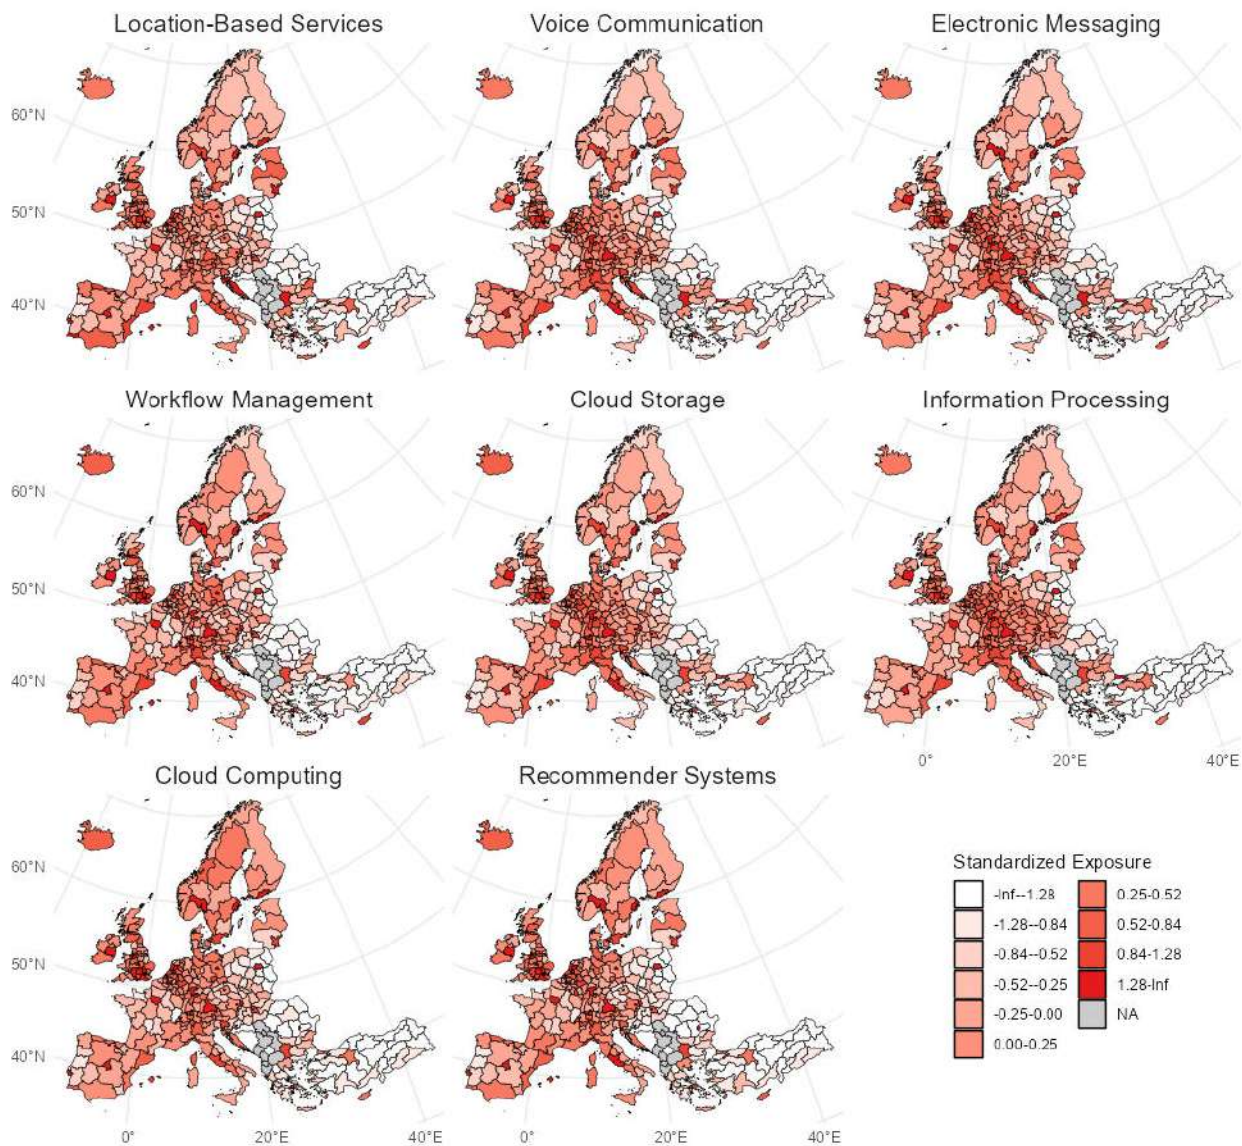 Location-Based Services
Voice Communication
Electronic Messaging
60°N
50°N
40°N
Workflow Management
Cloud Storage
Information Processing
60°N
50°N
40°N
0°
20°E
40°E
Cloud Computing
Recommender Systems
60°N
50°N
40°N
0°
20°E
40°E
0°
20°E
40°E
Standardized Exposure
-Inf--1.28
-1.28--0.84
-0.84--0.52
-0.52--0.25
-0.25-0.00
0.00-0.25
0.25-0.52
0.52-0.84
0.84-1.28
1.28-Inf
NA